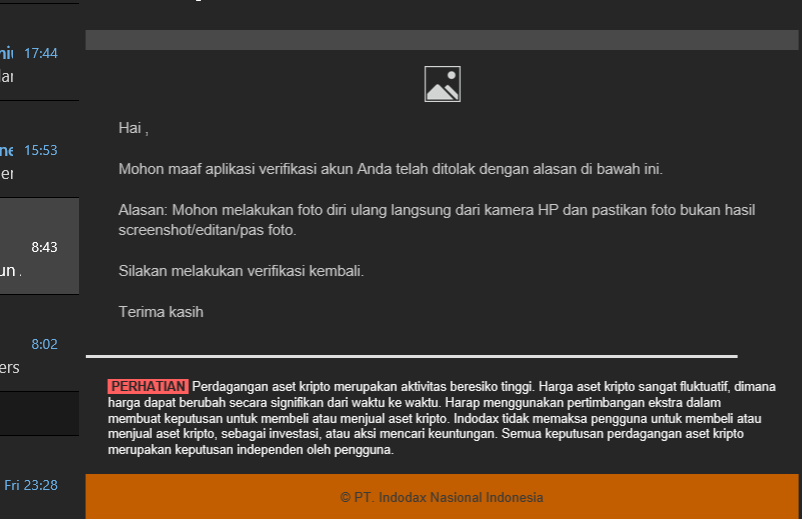 17:44
15:53
8:43
8:02
Fri 23:28
Hai ,
Mohon maaf aplikasi verifikasi akun Anda telah ditolak dengan alasan di bawah ini.
Alasan: Mohon melakukan foto diri ulang langsung dari kamera HP dan pastikan foto bukan hasil
screenshot/editan/pas foto.
Silakan melakukan verifikasi kembali.
Terima kasih
PERHATIAN Perdagangan aset kripto merupakan aktivitas beresiko tinggi. Harga aset kripto sangat fluktuatif, dimana
harga dapat berubah secara signifikan dari waktu ke waktu. Harap menggunakan pertimbangan ekstra dalam
membuat keputusan untuk membeli atau menjual aset kripto. Indodax tidak memaksa pengguna untuk membeli atau
menjual aset kripto, sebagai investasi, atau aksi mencari keuntungan. Semua keputusan perdagangan aset kripto
merupakan keputusan independen oleh pengguna.
© PT. Indodax Nasional Indonesia